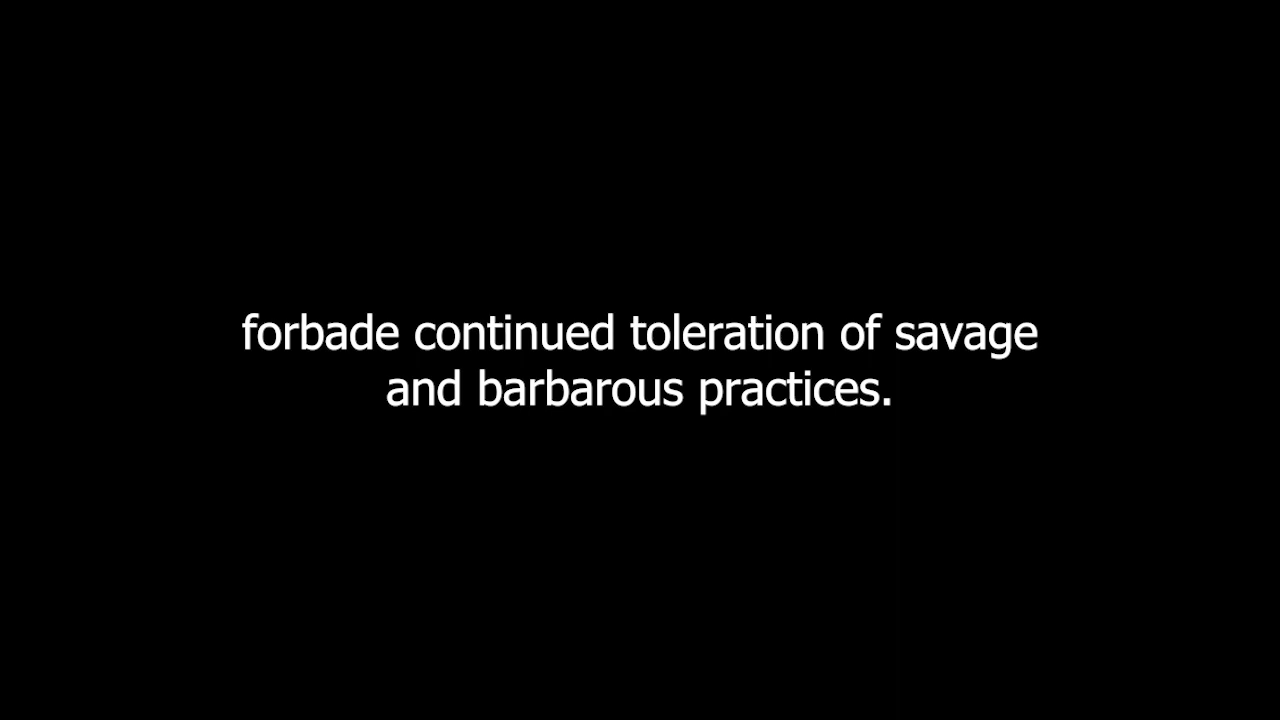 forbade continued toleration of savage
and barbarous practices.